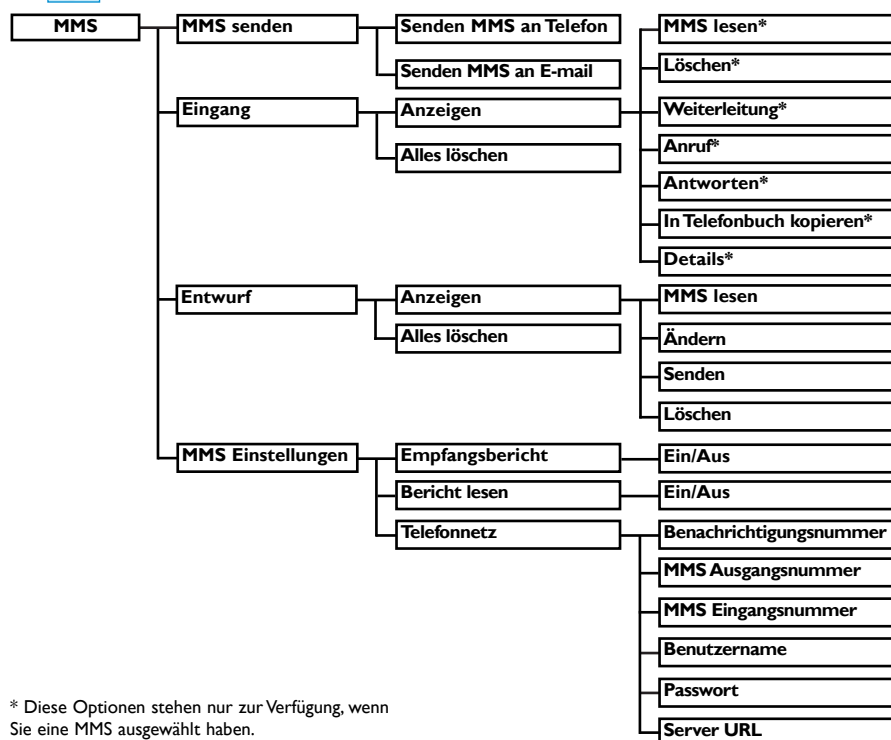 MMS
MMS senden
Senden MMS an Telefon
Senden MMS an E-mail
Eingang
Anzeigen
MMS lesen*
Löschen*
Weiterleitung*
Anruf*
Antworten*
In Telefonbuch kopieren*
Details*
Alles löschen
Entwurf
Anzeigen
MMS lesen
Ändern
Senden
Löschen
Alles löschen
MMS Einstellungen
Empfangsbericht
Ein/Aus
Bericht lesen
Ein/Aus
Telefonnetz
Benachrichtigungsnummer
MMS Ausgangsnummer
MMS Eingangsnummer
Benutzername
Passwort
Server URL
* Diese Optionen stehen nur zur Verfügung, wenn
Sie eine MMS ausgewählt haben.